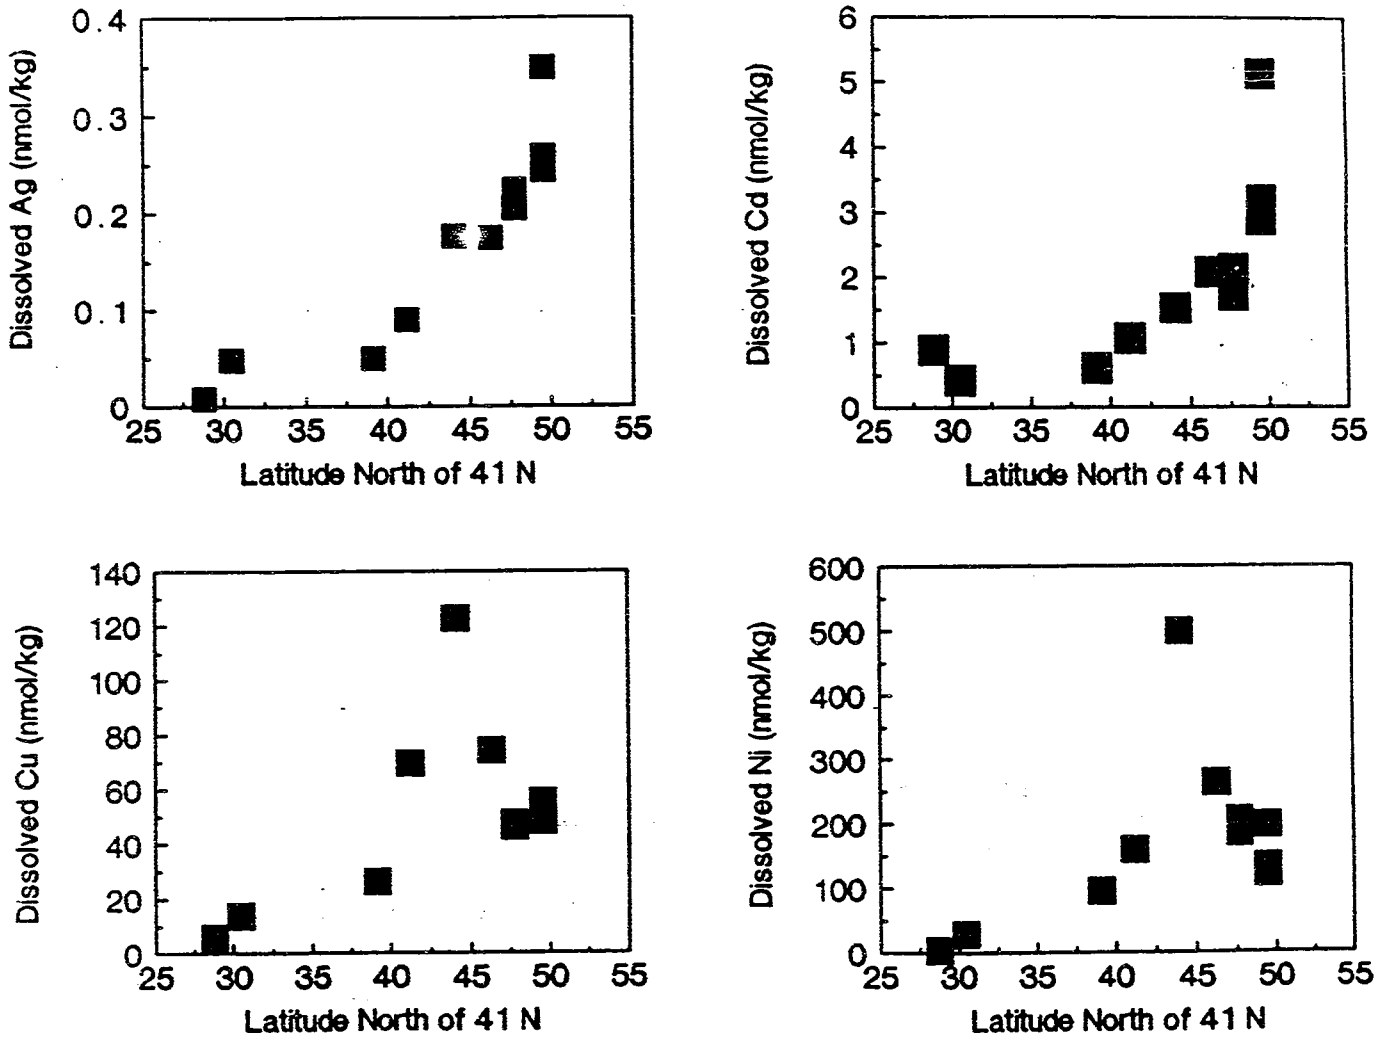 Dissolved Ag (nmol/kg)
0.4
0.3
0.2
0.1
0
25 30 35 40 45 50 55
Latitude North of 41 N
Dissolved Cd (nmol/kg)
6
5
4
3
2
1
0
25 30 35 40 45 50 55
Latitude North of 41 N
Dissolved Cu (nmol/kg)
140
120
100
80
60
40
20
0
25 30 35 40 45 50 55
Latitude North of 41 N
Dissolved Ni (nmol/kg)
600
500
400
300
200
100
0
25 30 35 40 45 50 55
Latitude North of 41 N